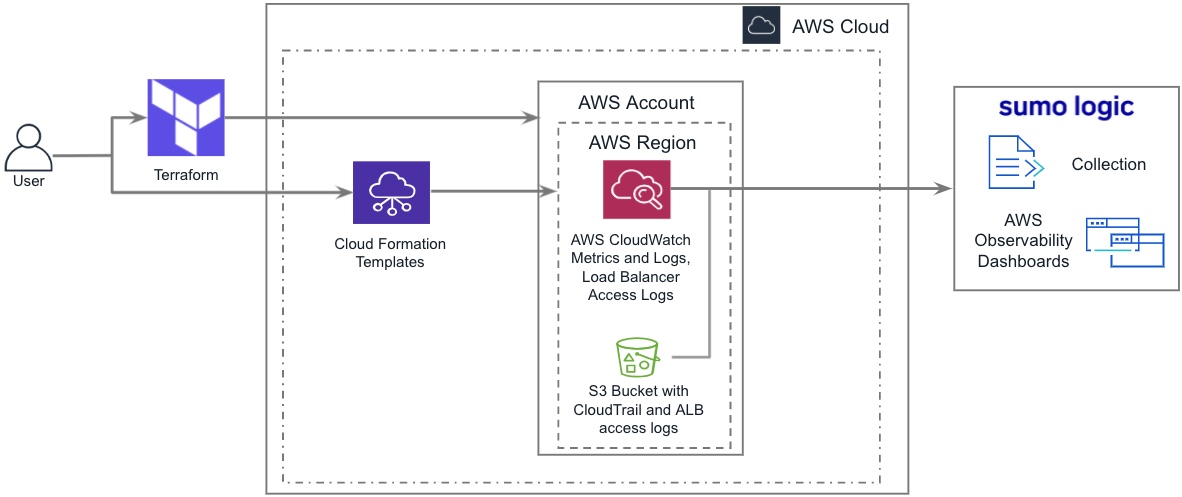 AWS Cloud
AWS Account
AWS Region
User
Terraform
Cloud Formation
Templates
AWS CloudWatch
Metrics and Logs,
Load Balancer
Access Logs
S3 Bucket with
CloudTrail and ALB
access logs
sumo logic
Collection
AWS
Observability
Dashboards